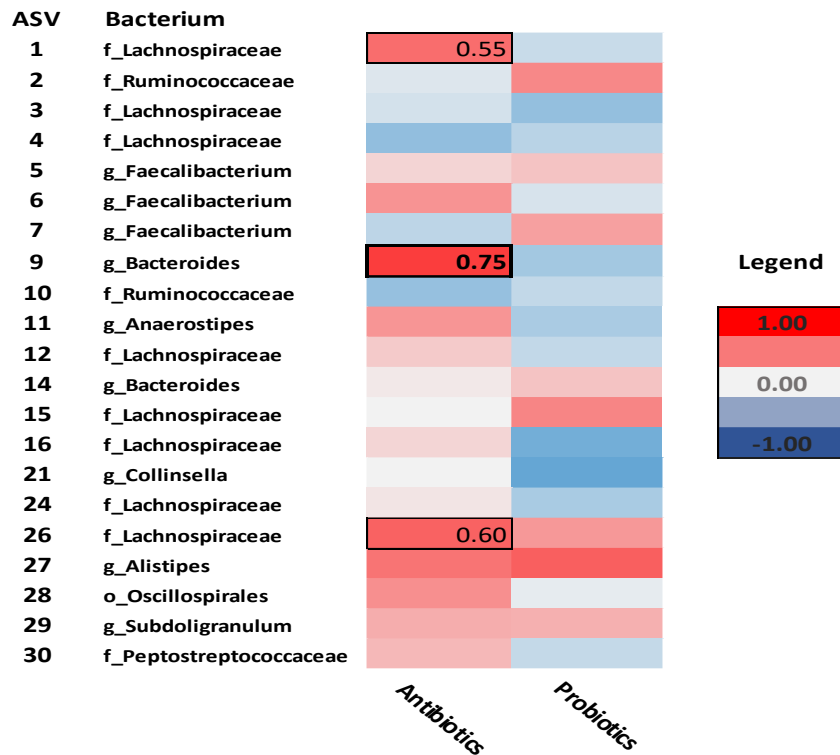 ASV Bacterium
1 f_Lachnospiraceae 0.55
2 f_Ruminococcaceae
3 f_Lachnospiraceae
4 f_Lachnospiraceae
5 g_Faecalibacterium
6 g_Faecalibacterium
7 g_Faecalibacterium
9 g_Bacteroides 0.75
10 f_Ruminococcaceae
11 g_Anaerostipes
12 f_Lachnospiraceae
14 g_Bacteroides
15 f_Lachnospiraceae
16 f_Lachnospiraceae
21 g_Collinsella
24 f_Lachnospiraceae
26 f_Lachnospiraceae 0.60
27 g_Alistipes
28 o_Oscillospirales
29 g_Subdoligranulum
30 f_Peptostreptococcaceae
Antibiotics Probiotics
Legend
1.00
0.00
-1.00